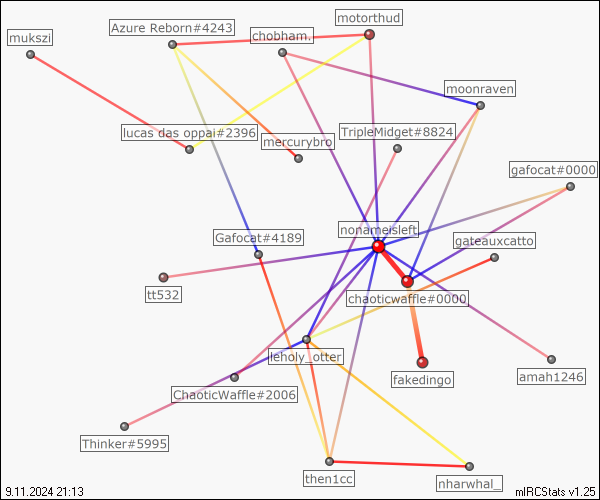 motorthud
Azure Reborn#4243
chobham.
mukszi
moonraven
lucas das oppai#2396
TripleMidget#8824
mercurybro
gafocat#0000
nonameisleft
Gafocat#4189
gateauxcatto
tt532
chaoticwaffle#0000
leholy_otter
fakedingo
amah1246
ChaoticWaffle#2006
Thinker#5995
then1cc
nharwhal_
9.11.2024 21:13
mIRCStats v1.25